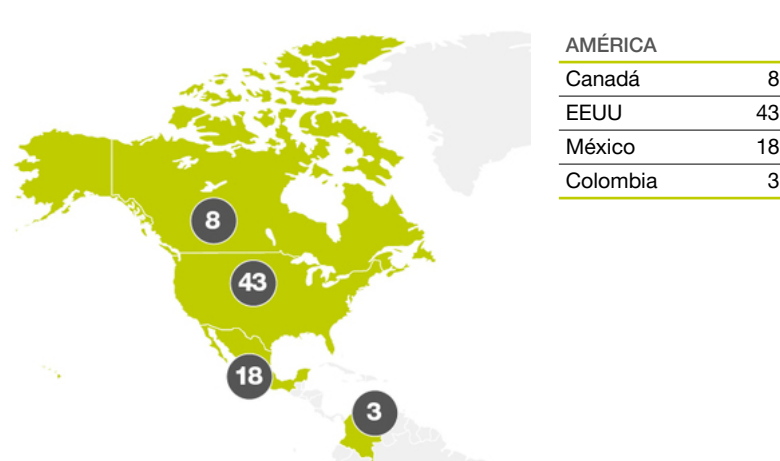 AMÉRICA
Canadá 8
EEUU 43
México 18
Colombia 3
8
43
18
3